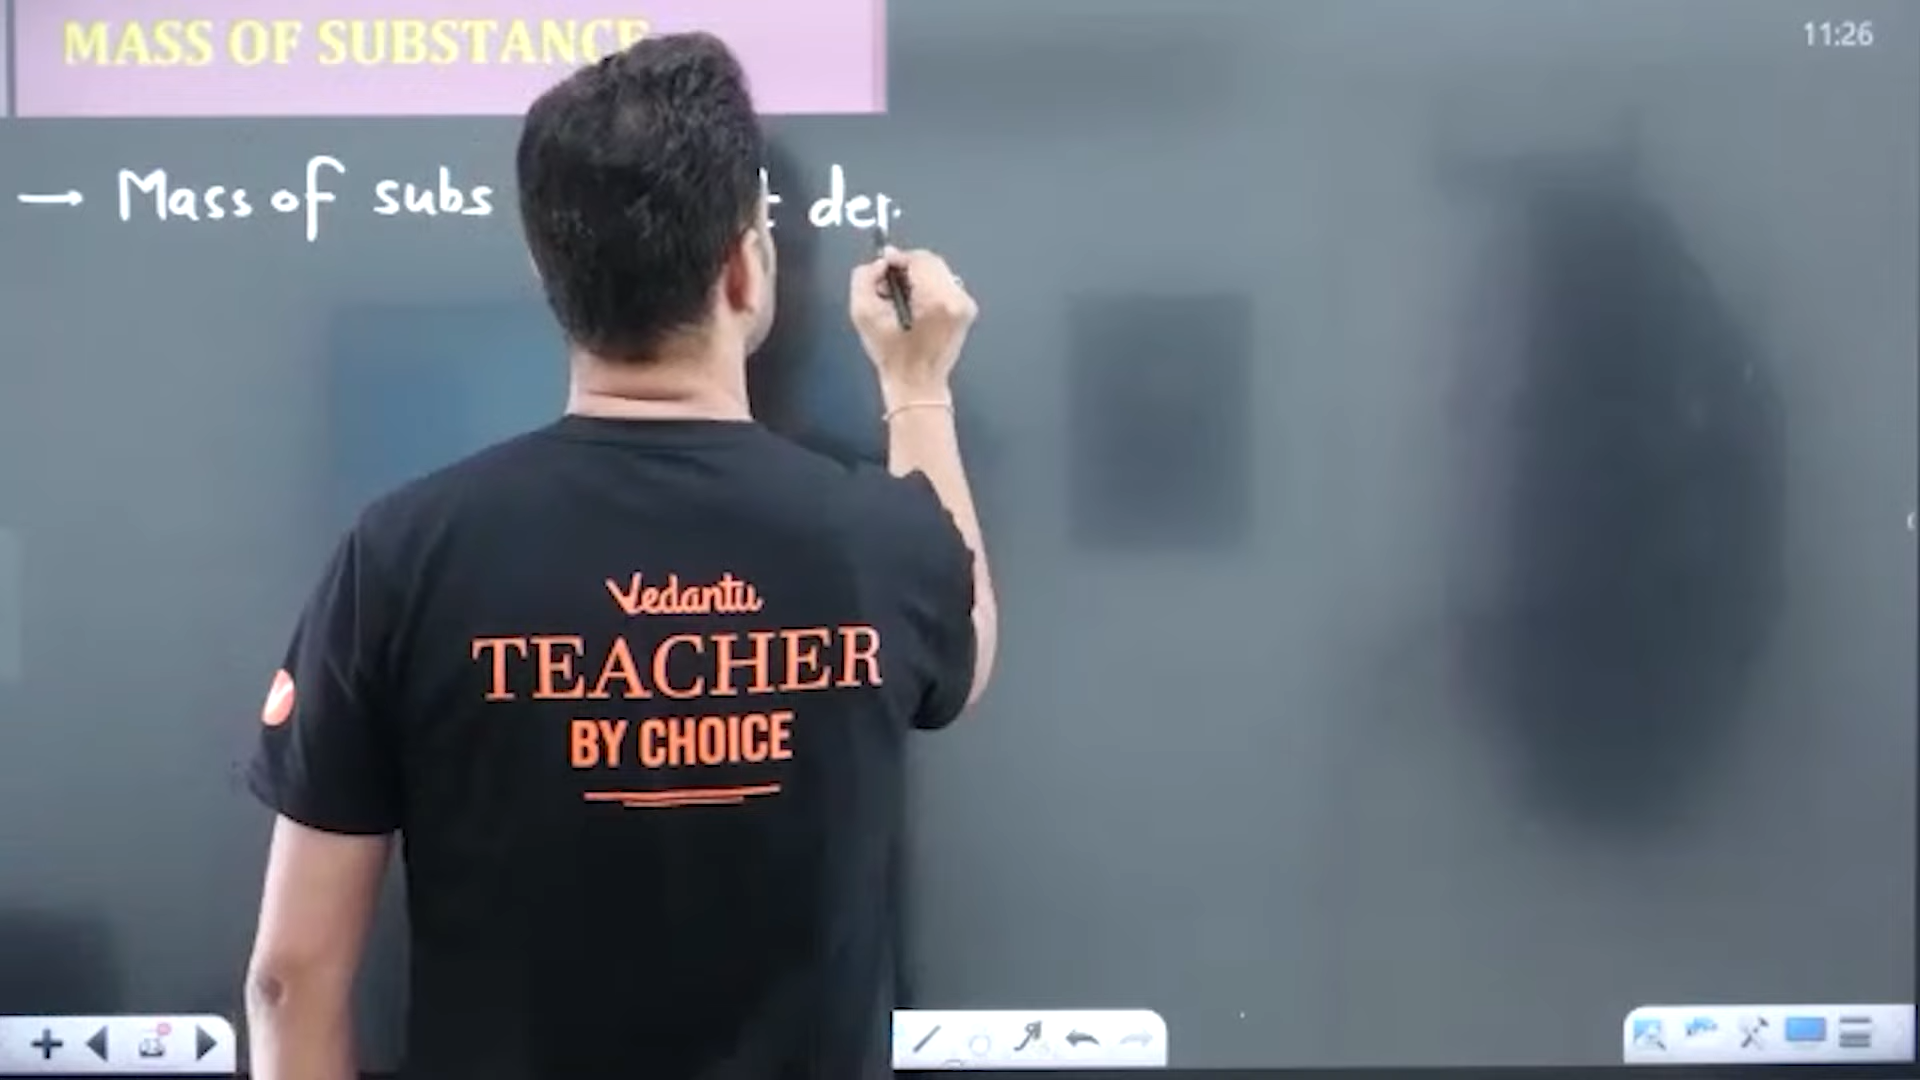 MASS OF SUBSTANCE
11:26
→ Mass of subs
Vedantu
TEACHER
BY CHOICE